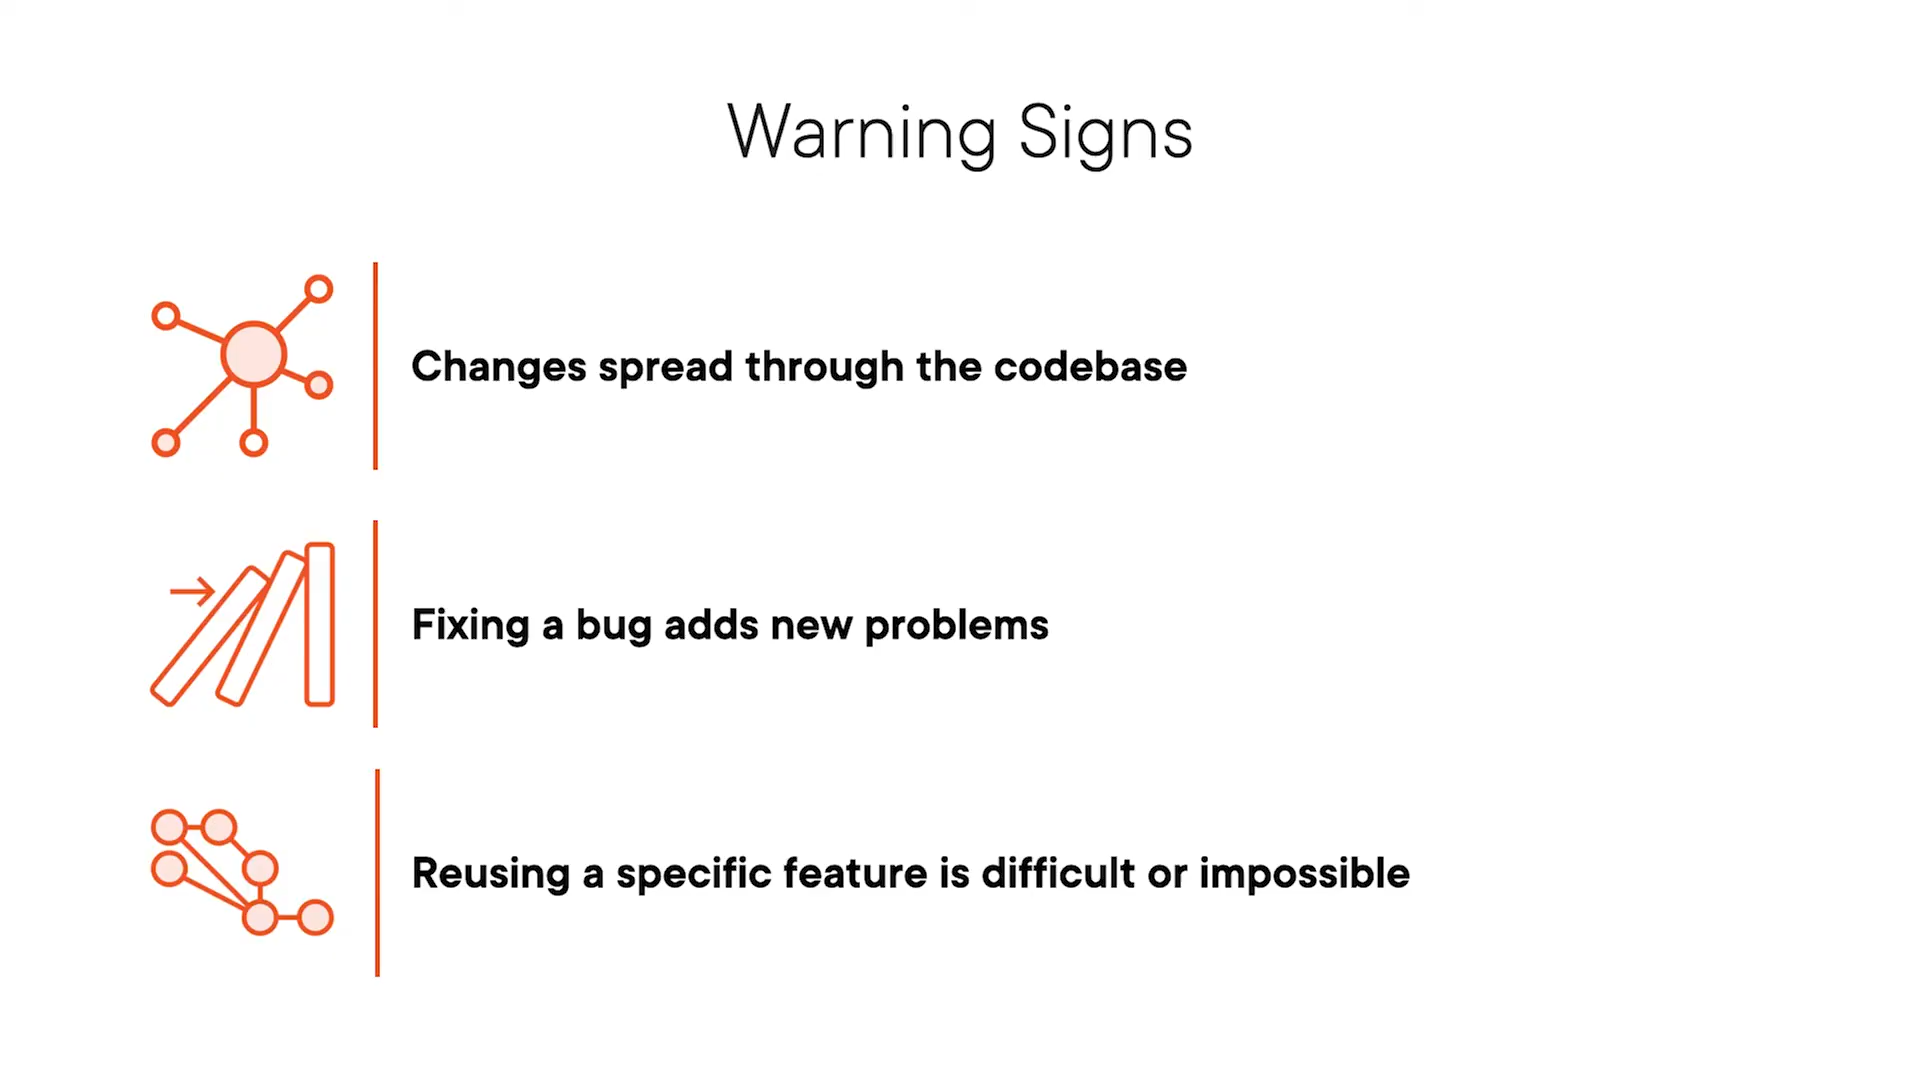 Warning Signs
Changes spread through the codebase
Fixing a bug adds new problems
Reusing a specific feature is difficult or impossible